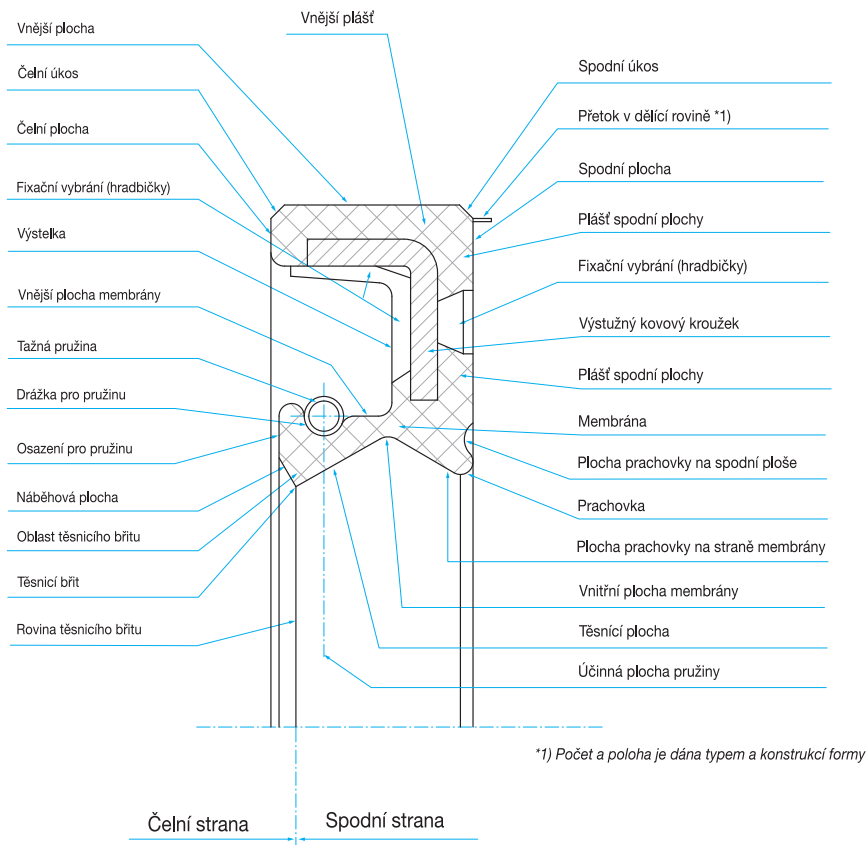 Vnější plocha
Čelní úkos
Čelní plocha
Fixační vybrání (hradbičky)
Výstelka
Vnější plocha membrány
Tažná pružina
Drážka pro pružinu
Osazení pro pružinu
Náběhová plocha
Oblast těsnicího břitu
Těsnicí břit
Rovina těsnicího břitu
Vnější plášť
Spodní úkos
Přetok v dělící rovině *1)
Spodní plocha
Plášť spodní plochy
Fixační vybrání (hradbičky)
Výstužný kovový kroužek
Plášť spodní plochy
Membrána
Plocha prachovky na spodní ploše
Prachovka
Plocha prachovky na straně membrány
Vnitřní plocha membrány
Těsnící plocha
Účinná plocha pružiny
*1) Počet a poloha je dána typem a konstrukcí formy
Čelní strana
Spodní strana